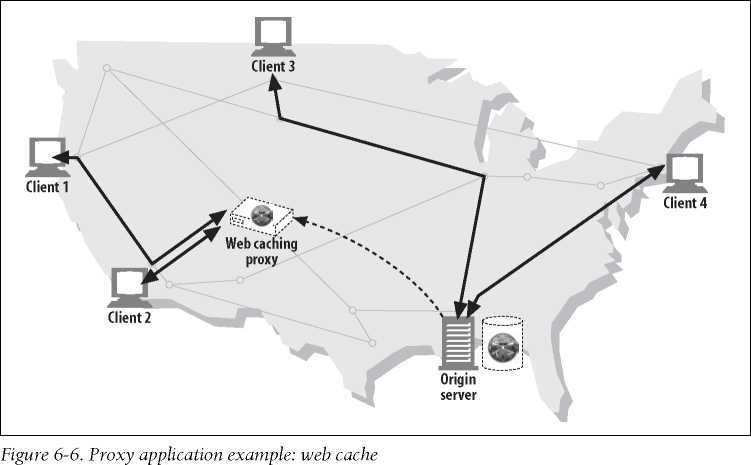 Client 3
Client 1
Client 4
Web caching
proxy
Client 2
Origin
server
Figure 6-6. Proxy application example: web cache